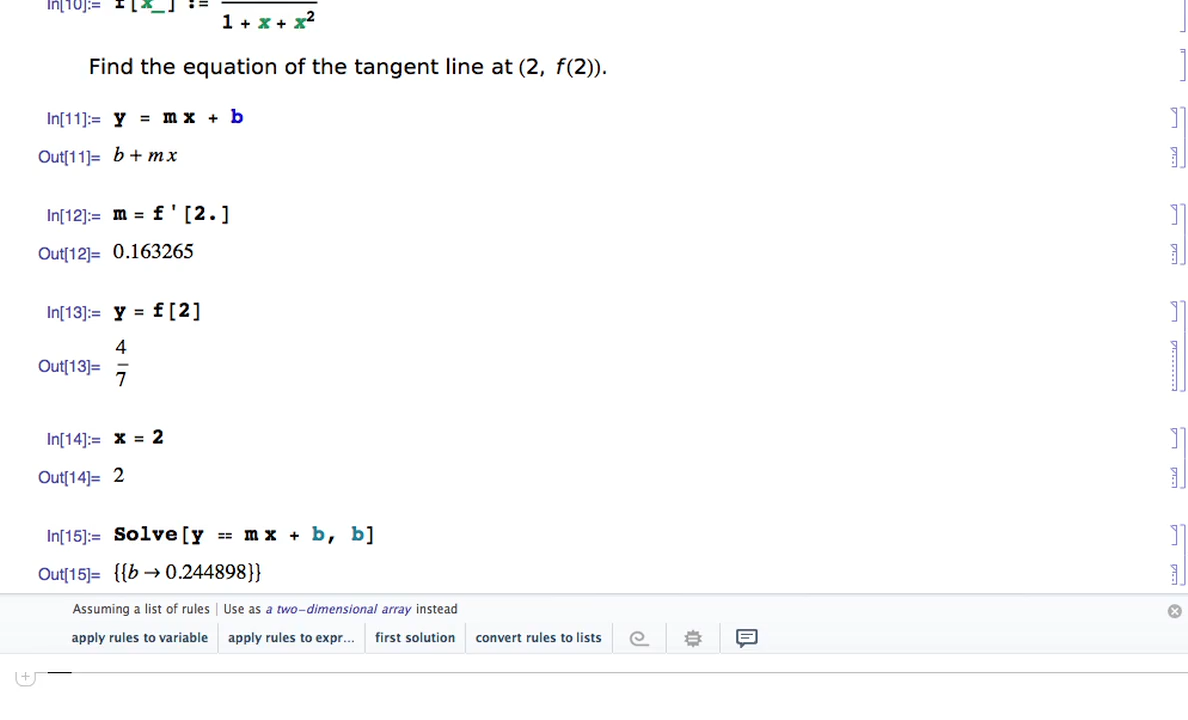 In[10]:= f[x_] :=
1 + x + x²
Find the equation of the tangent line at (2, f(2)).
In[11]:= y = m x + b
Out[11]= b + m x
In[12]:= m = f'[2.]
Out[12]= 0.163265
In[13]:= y = f[2]
Out[13]= 4/7
In[14]:= x = 2
Out[14]= 2
In[15]:= Solve[y == m x + b, b]
Out[15]= {{b → 0.244898}}
Assuming a list of rules | Use as a two-dimensional array instead
apply rules to variable apply rules to expr... first solution convert rules to lists